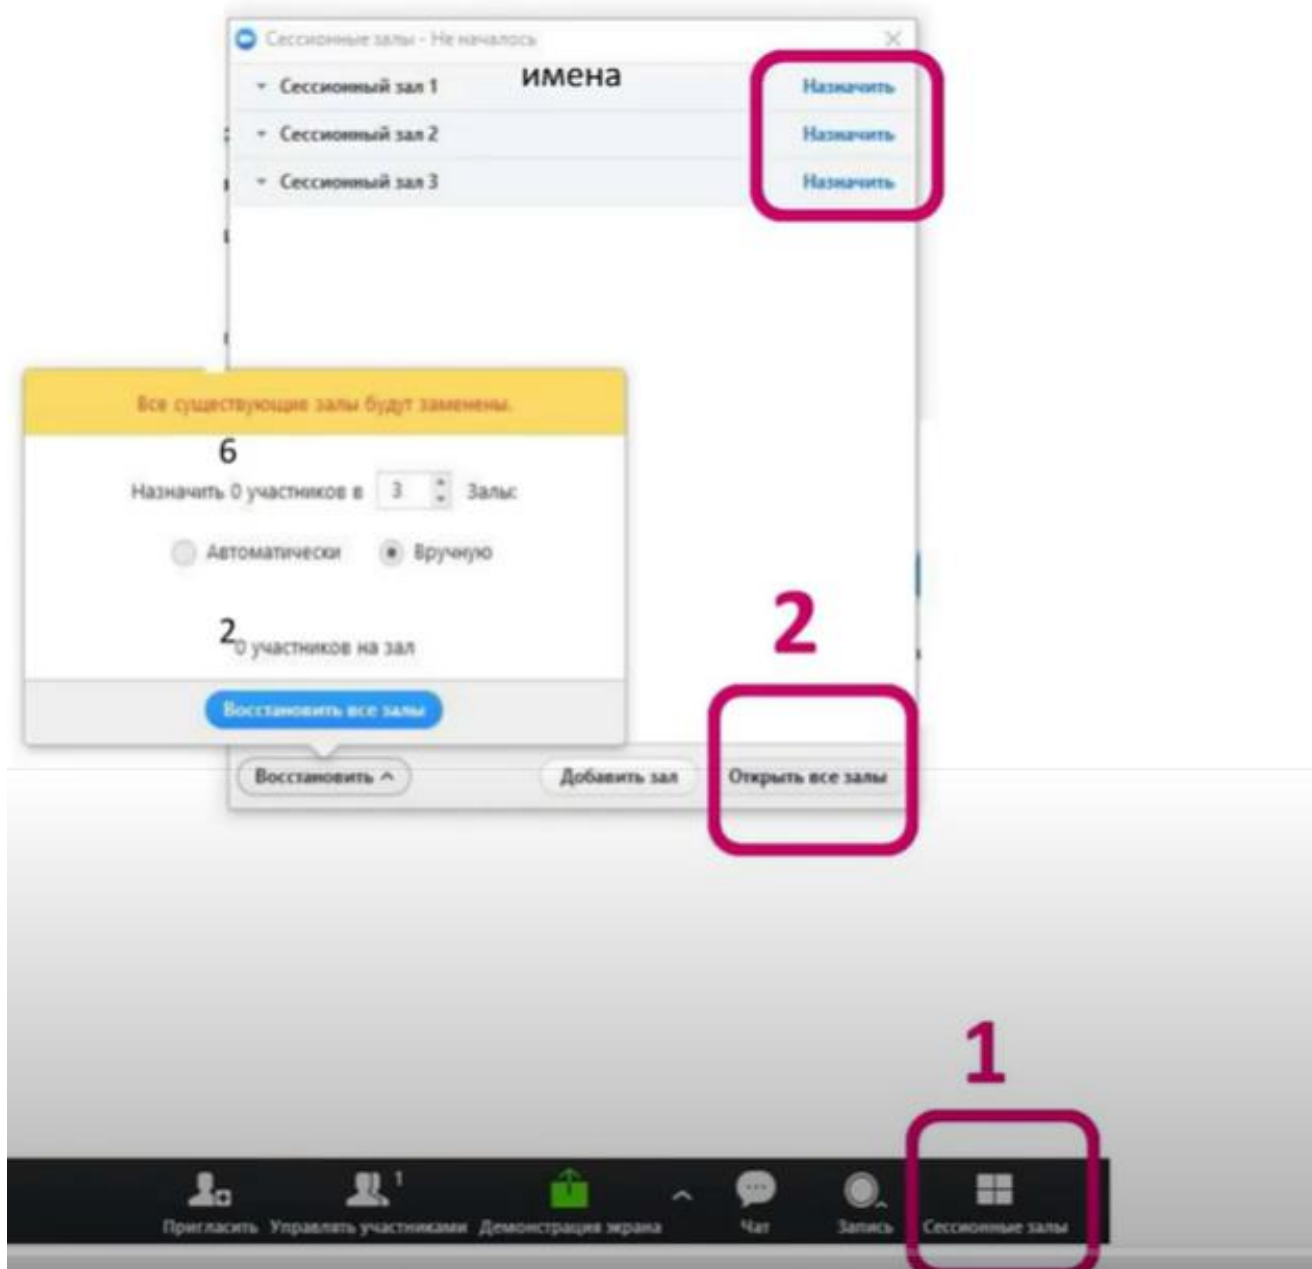 Сессионные залы - Не началось
имена
Сессионный зал 1 Назначить
Сессионный зал 2 Назначить
Сессионный зал 3 Назначить
Все существующие залы будут заменены.
6
Назначить 0 участников в 3 Залы:
Автоматически Вручную
2
0 участников на зал
2
Восстановить все залы
Восстановить Добавить зал Открыть все залы
1
1
Пригласить Управлять участниками Демонстрация экрана Чат Запись Сессионные залы